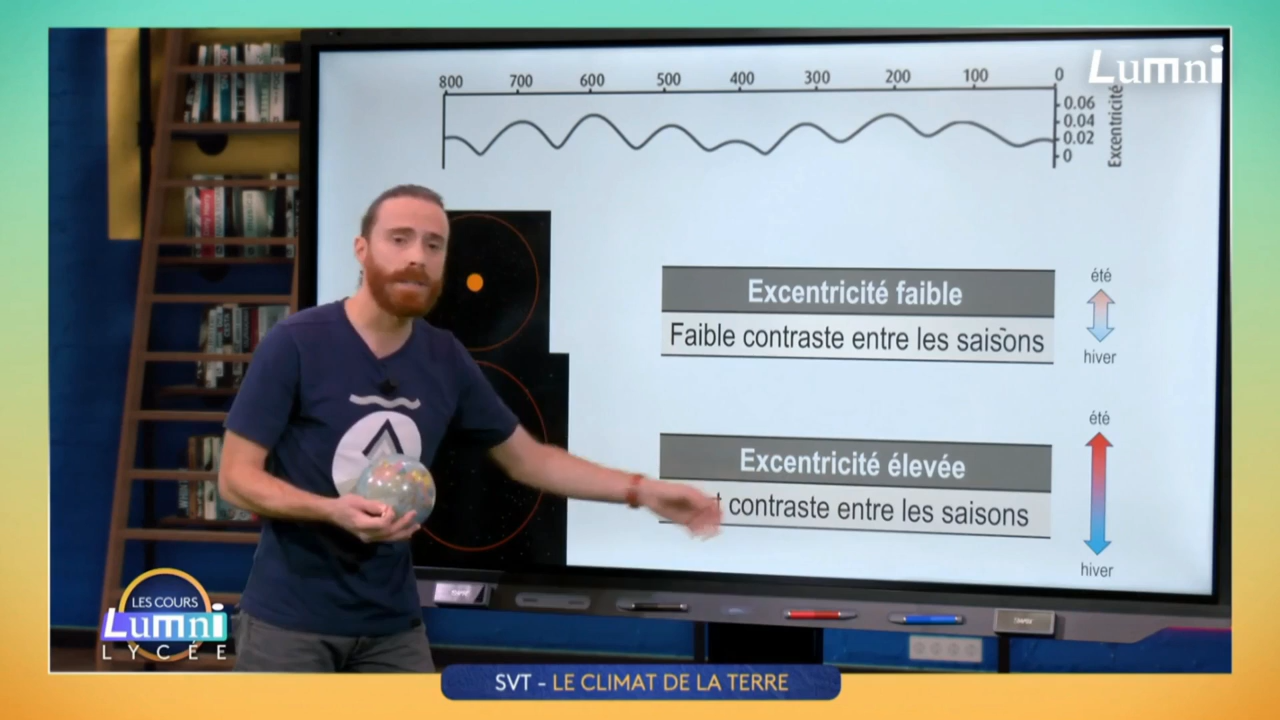 800 700 600 500 400 300 200 100 0
Lumni
0.06
0.04
0.02
0
Excentricité
Excentricité faible
Faible contraste entre les saisons
été
hiver
Excentricité élevée
t contraste entre les saisons
été
hiver
LES COURS
Lumni
LYCÉE
SVT - LE CLIMAT DE LA TERRE